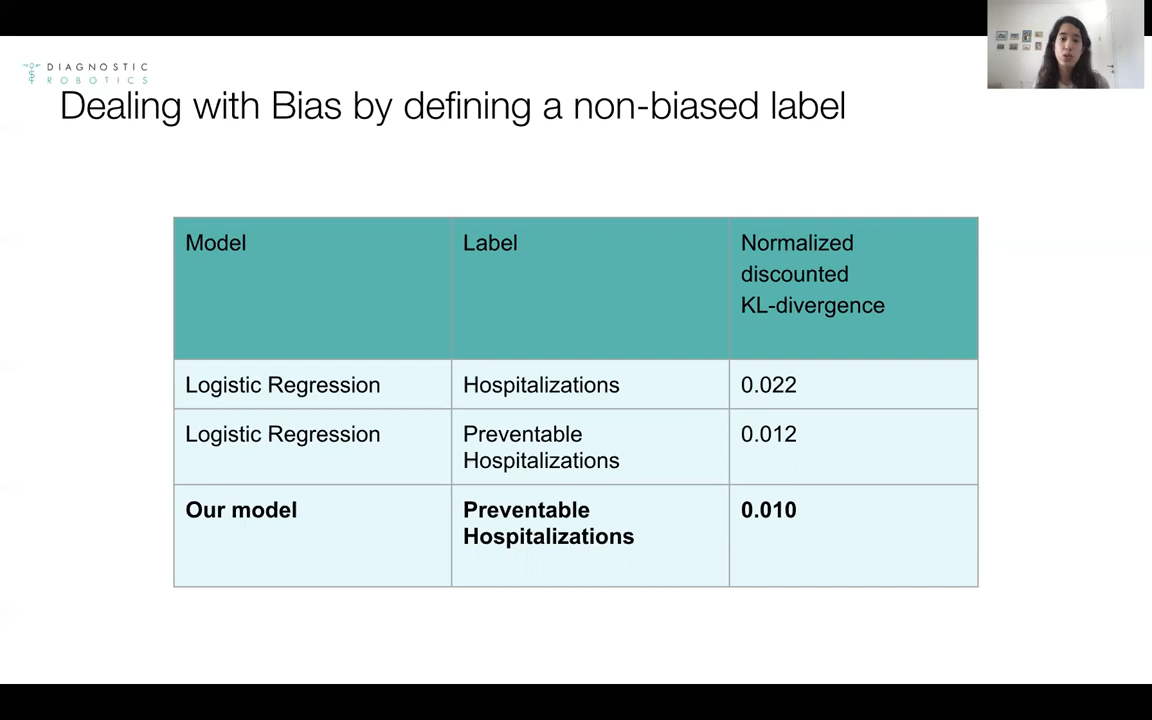 DIAGNOSTIC
ROBOTICS
Dealing with Bias by defining a non-biased label
Model
Label
Normalized
discounted
KL-divergence
Logistic Regression
Hospitalizations
0.022
Logistic Regression
Preventable
Hospitalizations
0.012
Our model
Preventable
Hospitalizations
0.010